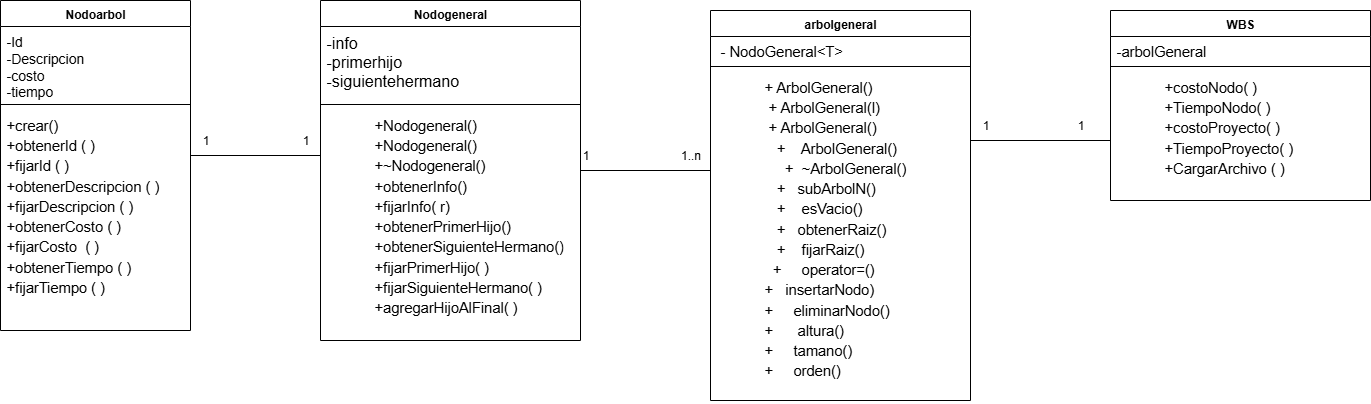 Nodoarbol
-Id
-Descripcion
-costo
-tiempo
+crear()
+obtenerId ( )
+fijarId ( )
+obtenerDescripcion ( )
+fijarDescripcion ( )
+obtenerCosto ( )
+fijarCosto  ( )
+obtenerTiempo ( )
+fijarTiempo ( )
1
1
Nodogeneral
-info
-primerhijo
-siguientehermano
+Nodogeneral()
+Nodogeneral()
+~Nodogeneral()
+obtenerInfo()
+fijarInfo( r)
+obtenerPrimerHijo()
+obtenerSiguienteHermano()
+fijarPrimerHijo( )
+fijarSiguienteHermano( )
+agregarHijoAlFinal( )
1
1..n
arbolgeneral
- NodoGeneral<T>
+ ArbolGeneral()
+ ArbolGeneral(l)
+ ArbolGeneral()
+ ArbolGeneral()
+ ~ArbolGeneral()
+ subArbolN()
+ esVacio()
+ obtenerRaiz()
+ fijarRaiz()
+ operator=()
+ insertarNodo)
+ eliminarNodo()
+ altura()
+ tamano()
+ orden()
1
1
WBS
-arbolGeneral
+costoNodo( )
+TiempoNodo( )
+costoProyecto( )
+TiempoProyecto( )
+CargarArchivo ( )